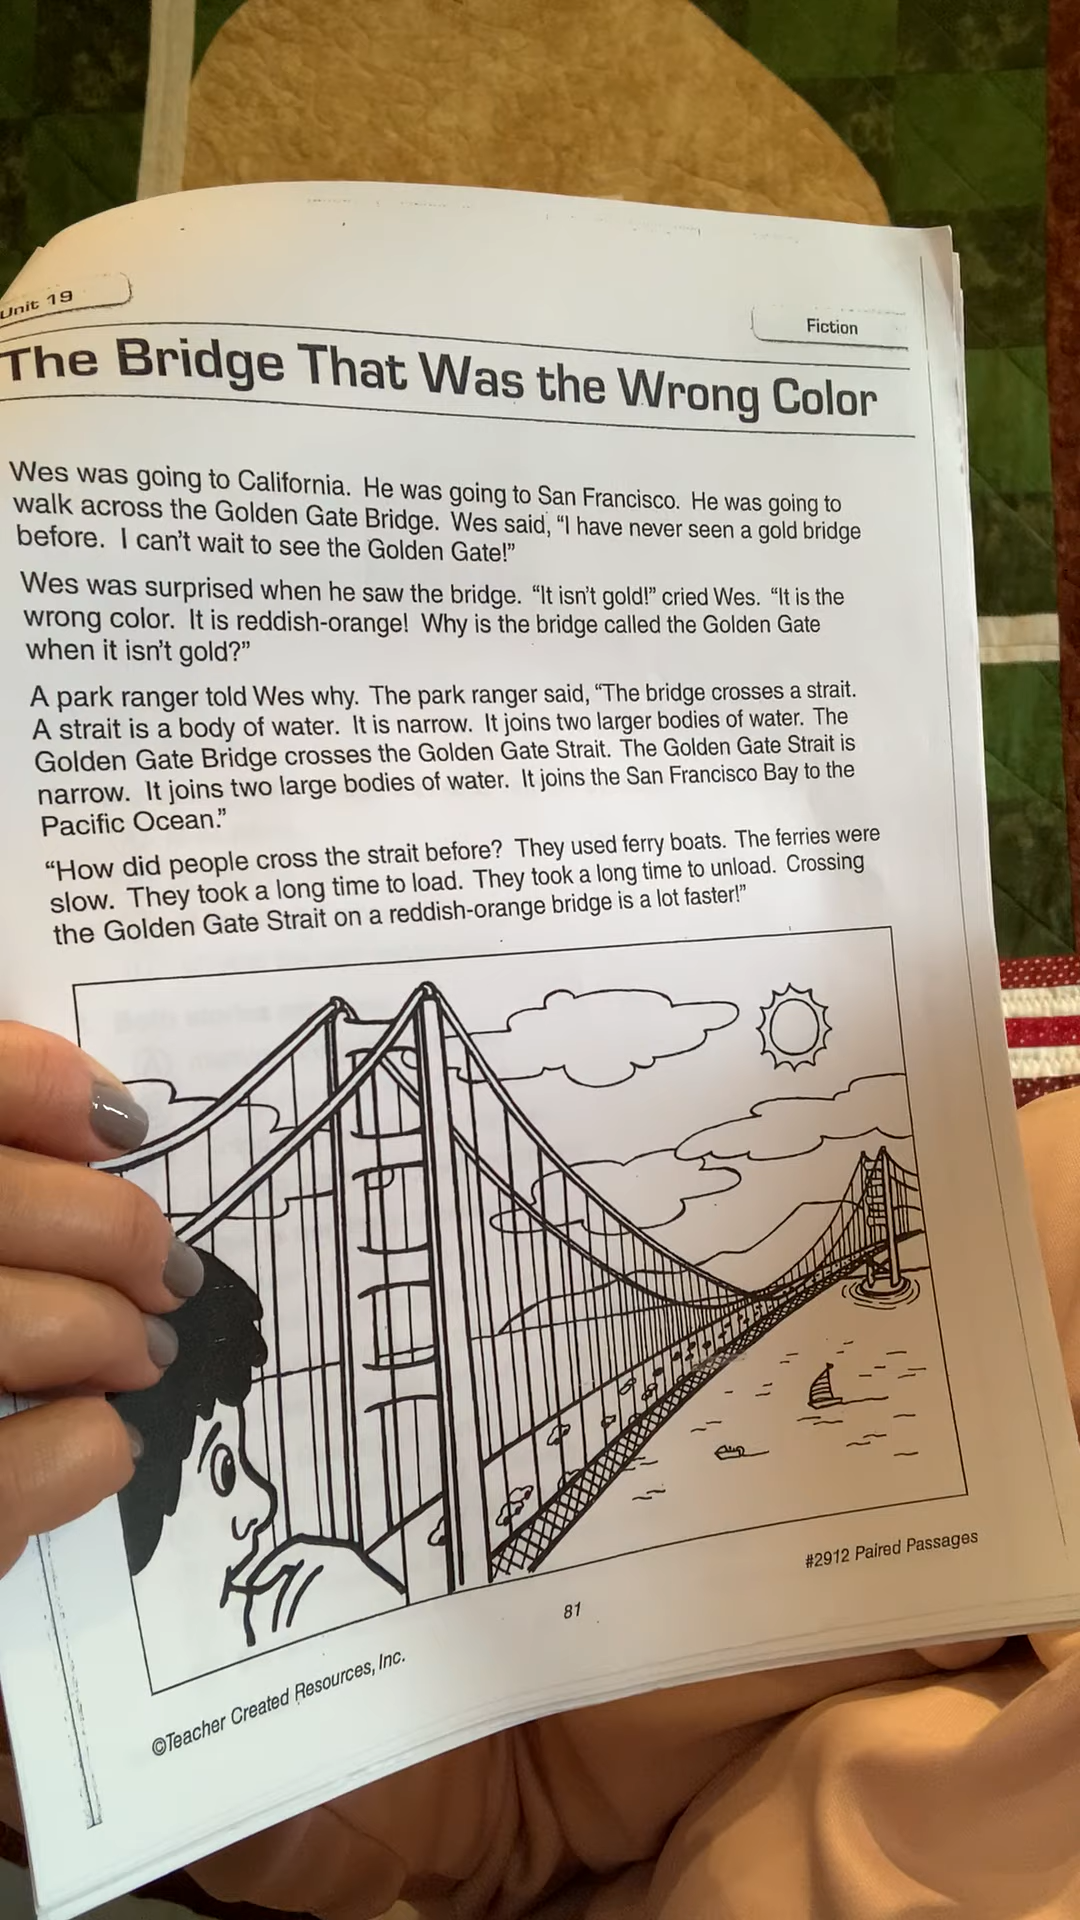 Unit 19
Fiction
The Bridge That Was the Wrong Color
Wes was going to California. He was going to San Francisco. He was going to
walk across the Golden Gate Bridge. Wes said, “I have never seen a gold bridge
before. I can’t wait to see the Golden Gate!”
Wes was surprised when he saw the bridge. “It isn’t gold!” cried Wes. “It is the
wrong color. It is reddish-orange! Why is the bridge called the Golden Gate
when it isn’t gold?”
A park ranger told Wes why. The park ranger said, “The bridge crosses a strait.
A strait is a body of water. It is narrow. It joins two larger bodies of water. The
Golden Gate Bridge crosses the Golden Gate Strait. The Golden Gate Strait is
narrow. It joins two large bodies of water. It joins the San Francisco Bay to the
Pacific Ocean.”
“How did people cross the strait before? They used ferry boats. The ferries were
slow. They took a long time to load. They took a long time to unload. Crossing
the Golden Gate Strait on a reddish-orange bridge is a lot faster!”
©Teacher Created Resources, Inc.
81
#2912 Paired Passages